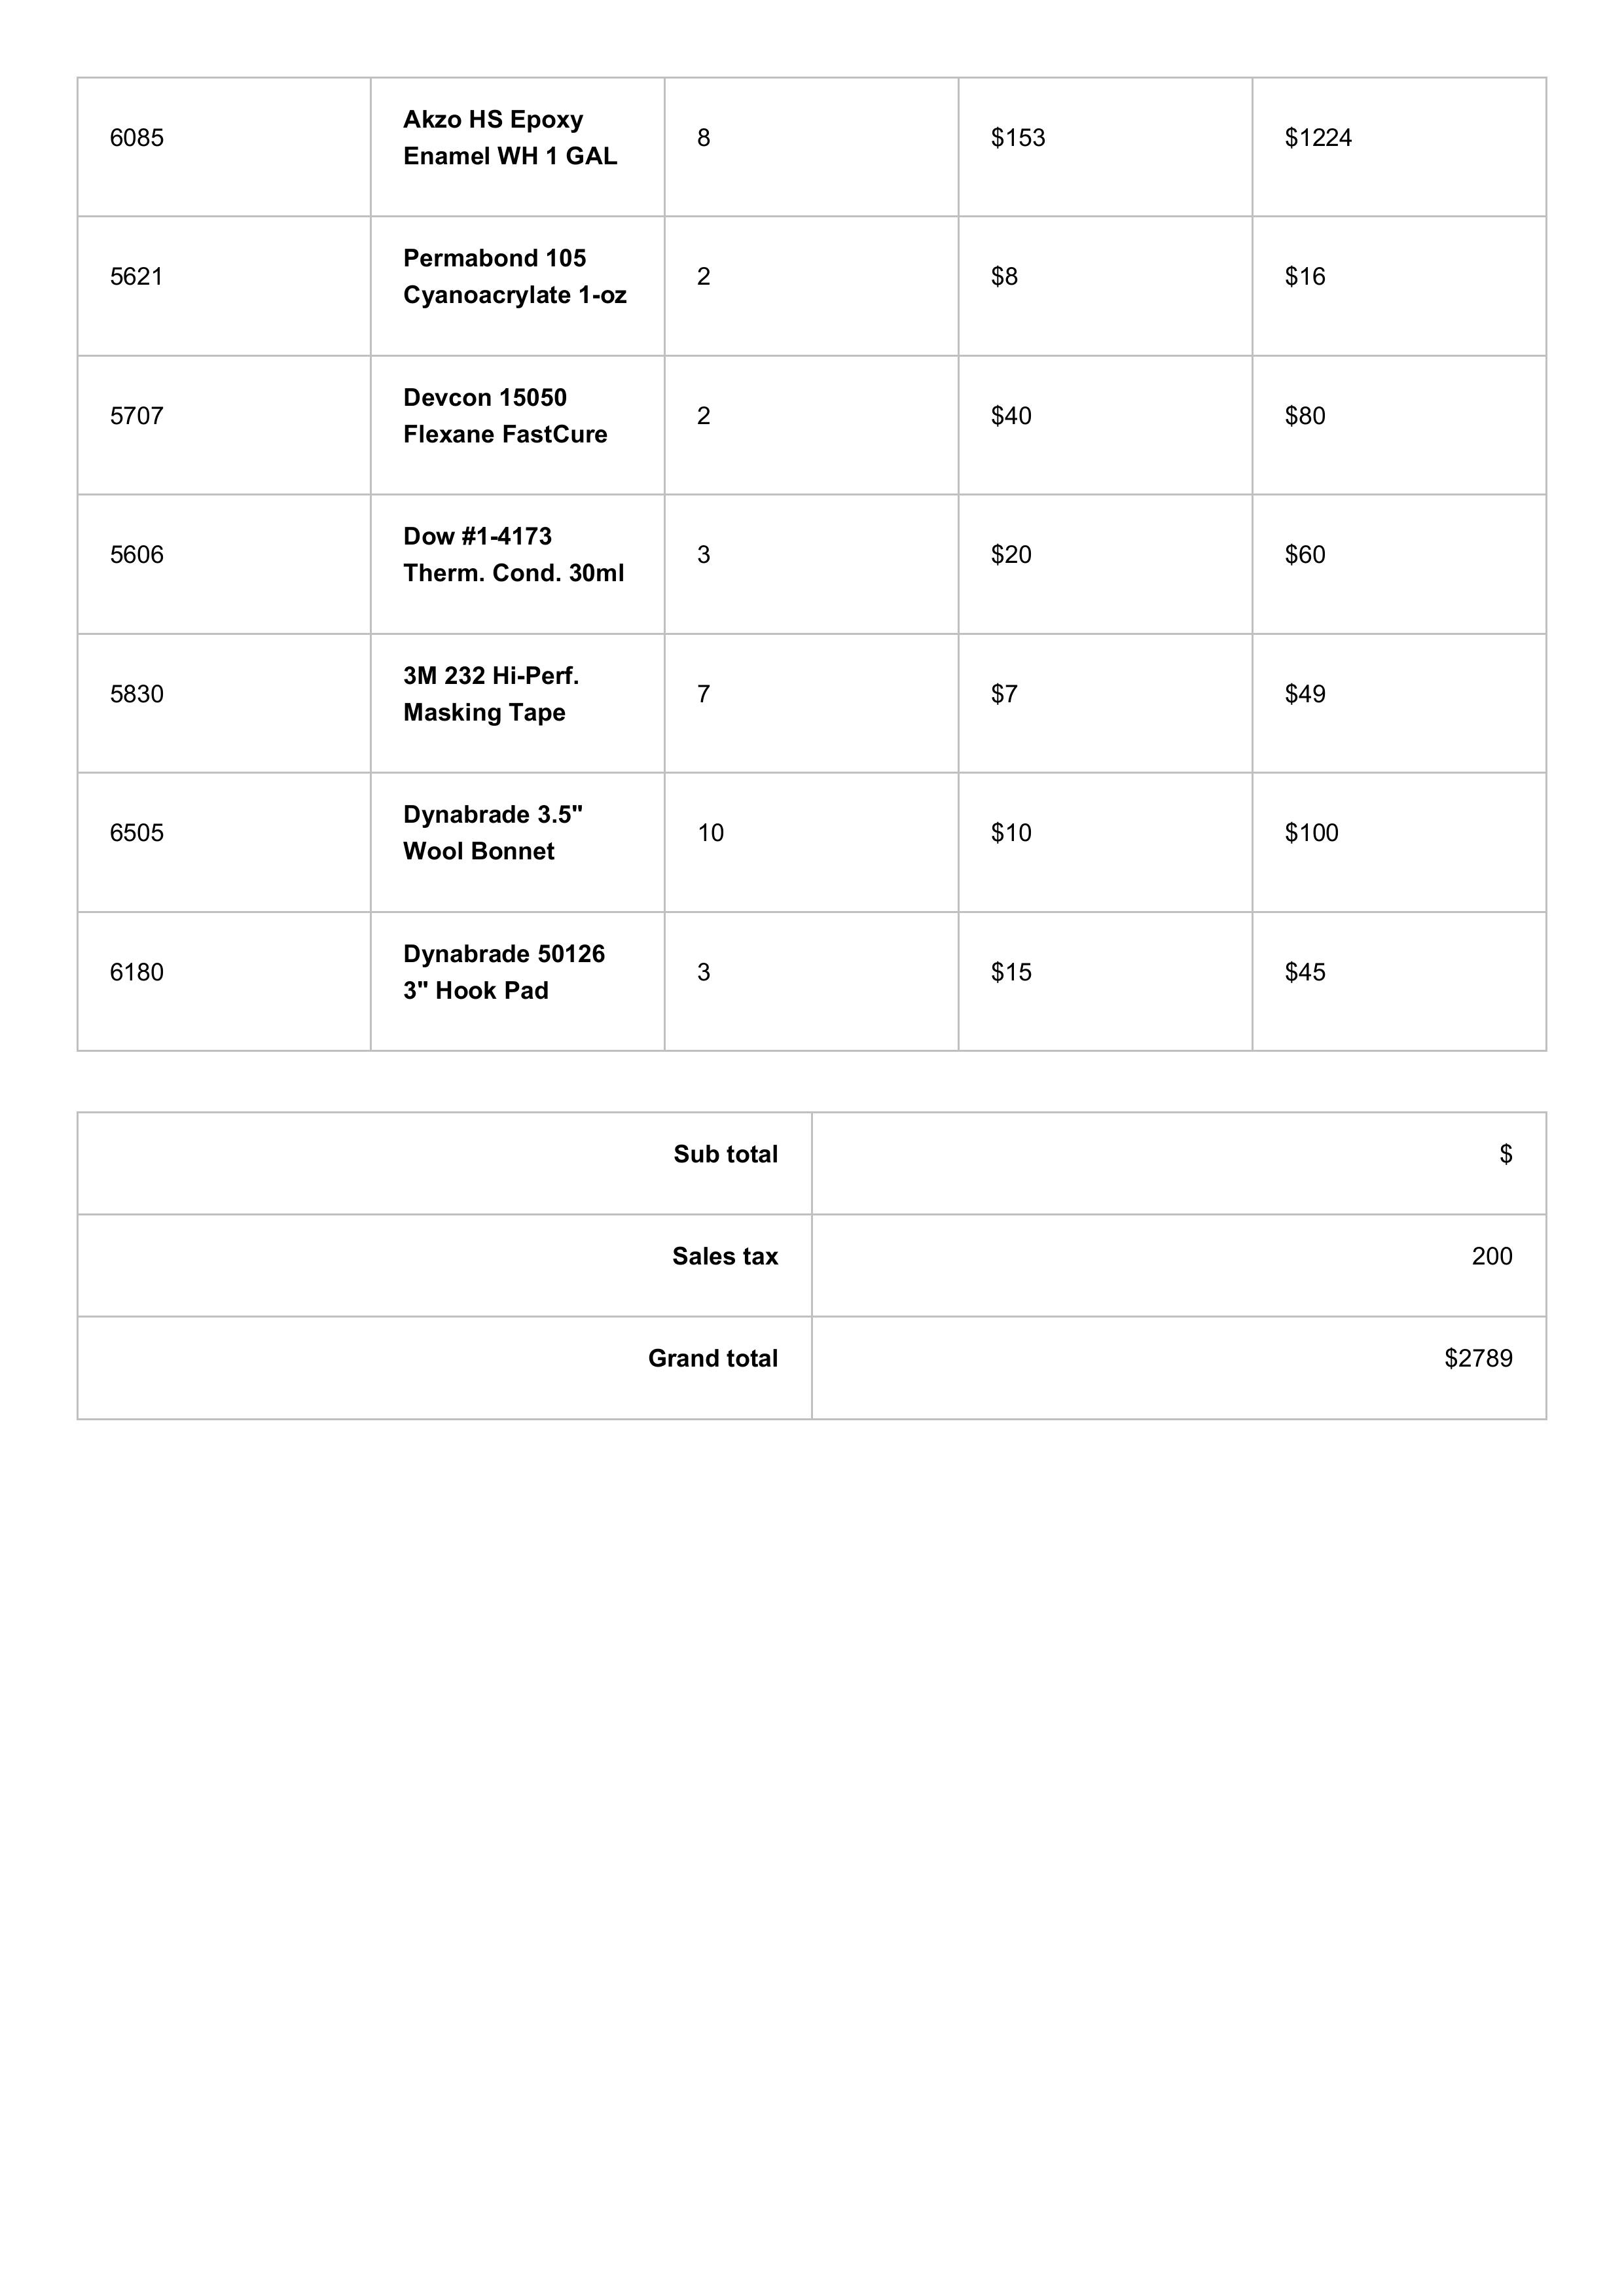 6085 Akzo HS Epoxy 8 $153 $1224
Enamel WH 1 GAL
5621 Permabond 105 2 $8 $16
Cyanoacrylate 1-oz
5707 Devcon 15050 2 $40 $80
Flexane FastCure
5606 Dow #1-4173 3 $20 $60
Therm. Cond. 30ml
5830 3M 232 Hi-Perf. 7 $7 $49
Masking Tape
6505 Dynabrade 3.5" 10 $10 $100
Wool Bonnet
6180 Dynabrade 50126 3 $15 $45
3" Hook Pad
Sub total $
Sales tax 200
Grand total $2789